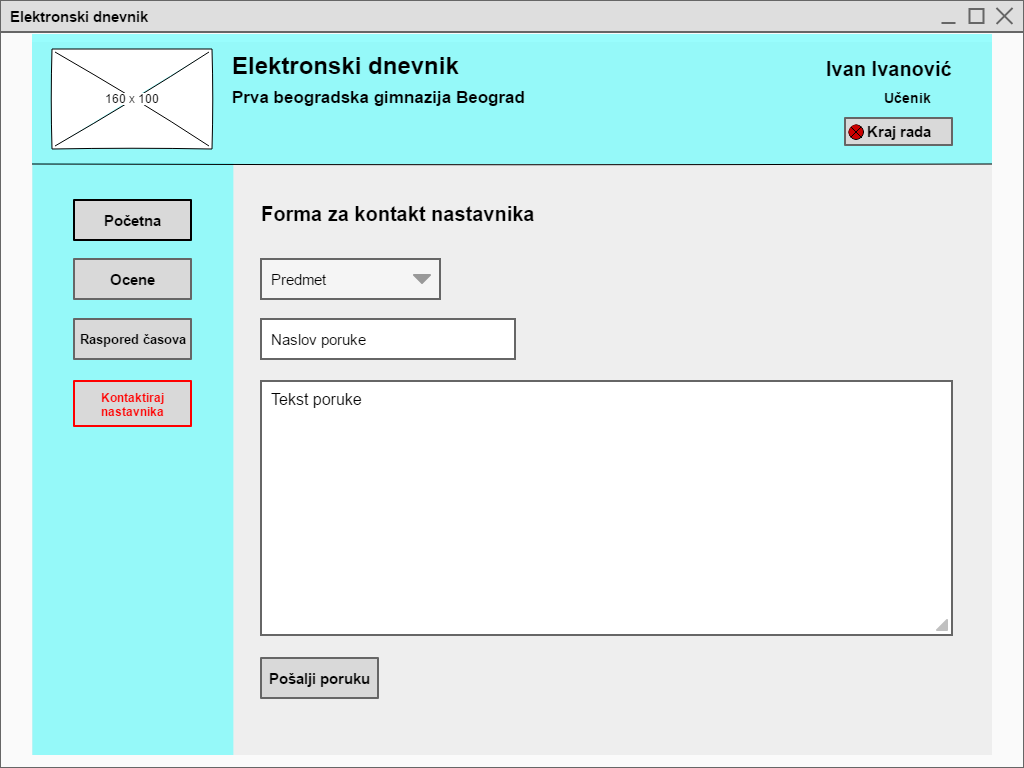 Elektronski dnevnik
160 x 100
Elektronski dnevnik
Prva beogradska gimnazija Beograd
Ivan Ivanović
Učenik
Kraj rada
Početna
Ocene
Raspored časova
Kontaktiraj
nastavnika
Forma za kontakt nastavnika
Predmet
Naslov poruke
Tekst poruke
Pošalji poruku